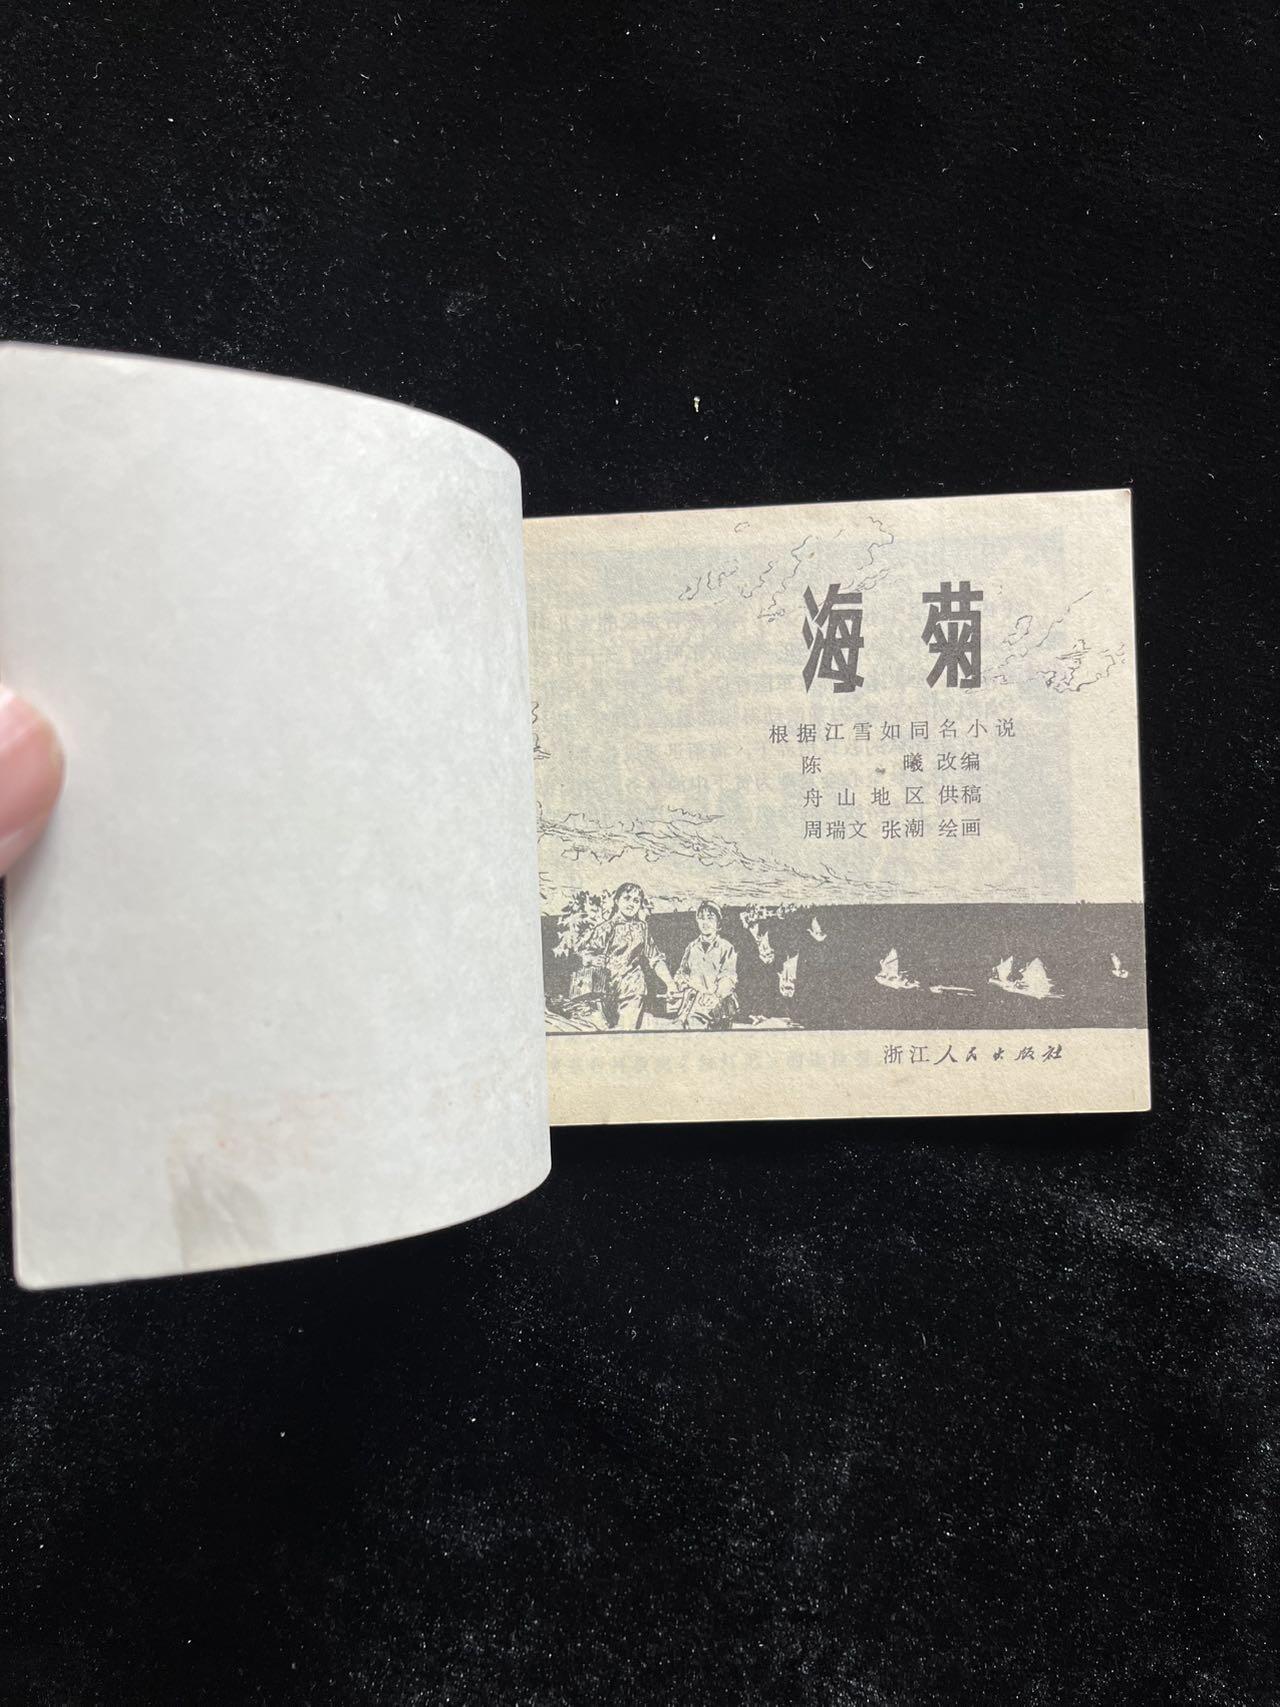 海菊
根据江雪如同名小说
陈曦改编
舟山地区供稿
周瑞文 张潮 绘画
浙江人民出版社